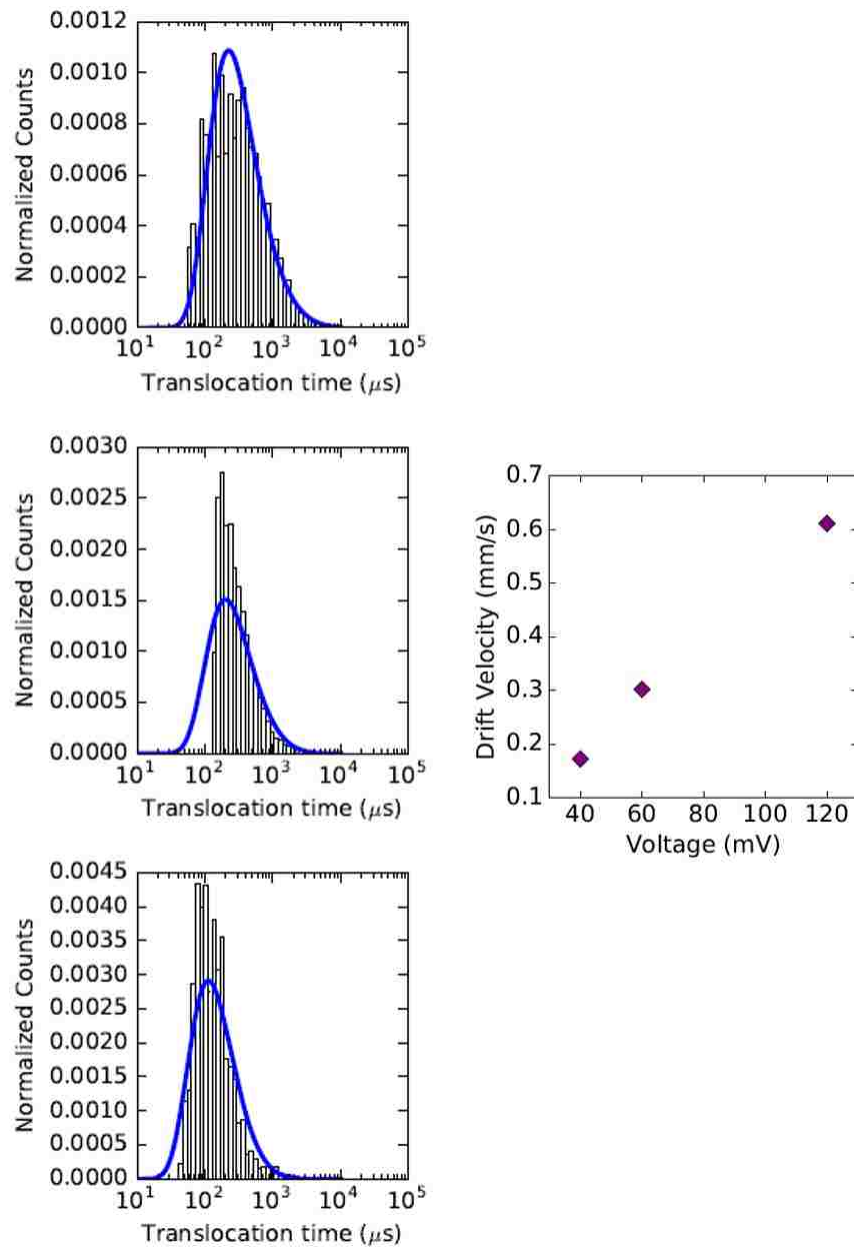 0.0012
0.0010
0.0008
0.0006
0.0004
0.0002
0.0000
Normalized Counts
10¹ 10² 10³ 10⁴ 10⁵
Translocation time (μs)
0.0030
0.0025
0.0020
0.0015
0.0010
0.0005
0.0000
Normalized Counts
10¹ 10² 10³ 10⁴ 10⁵
Translocation time (μs)
0.7
0.6
0.5
0.4
0.3
0.2
0.1
Drift Velocity (mm/s)
40 60 80 100 120
Voltage (mV)
0.0045
0.0040
0.0035
0.0030
0.0025
0.0020
0.0015
0.0010
0.0005
0.0000
Normalized Counts
10¹ 10² 10³ 10⁴ 10⁵
Translocation time (μs)